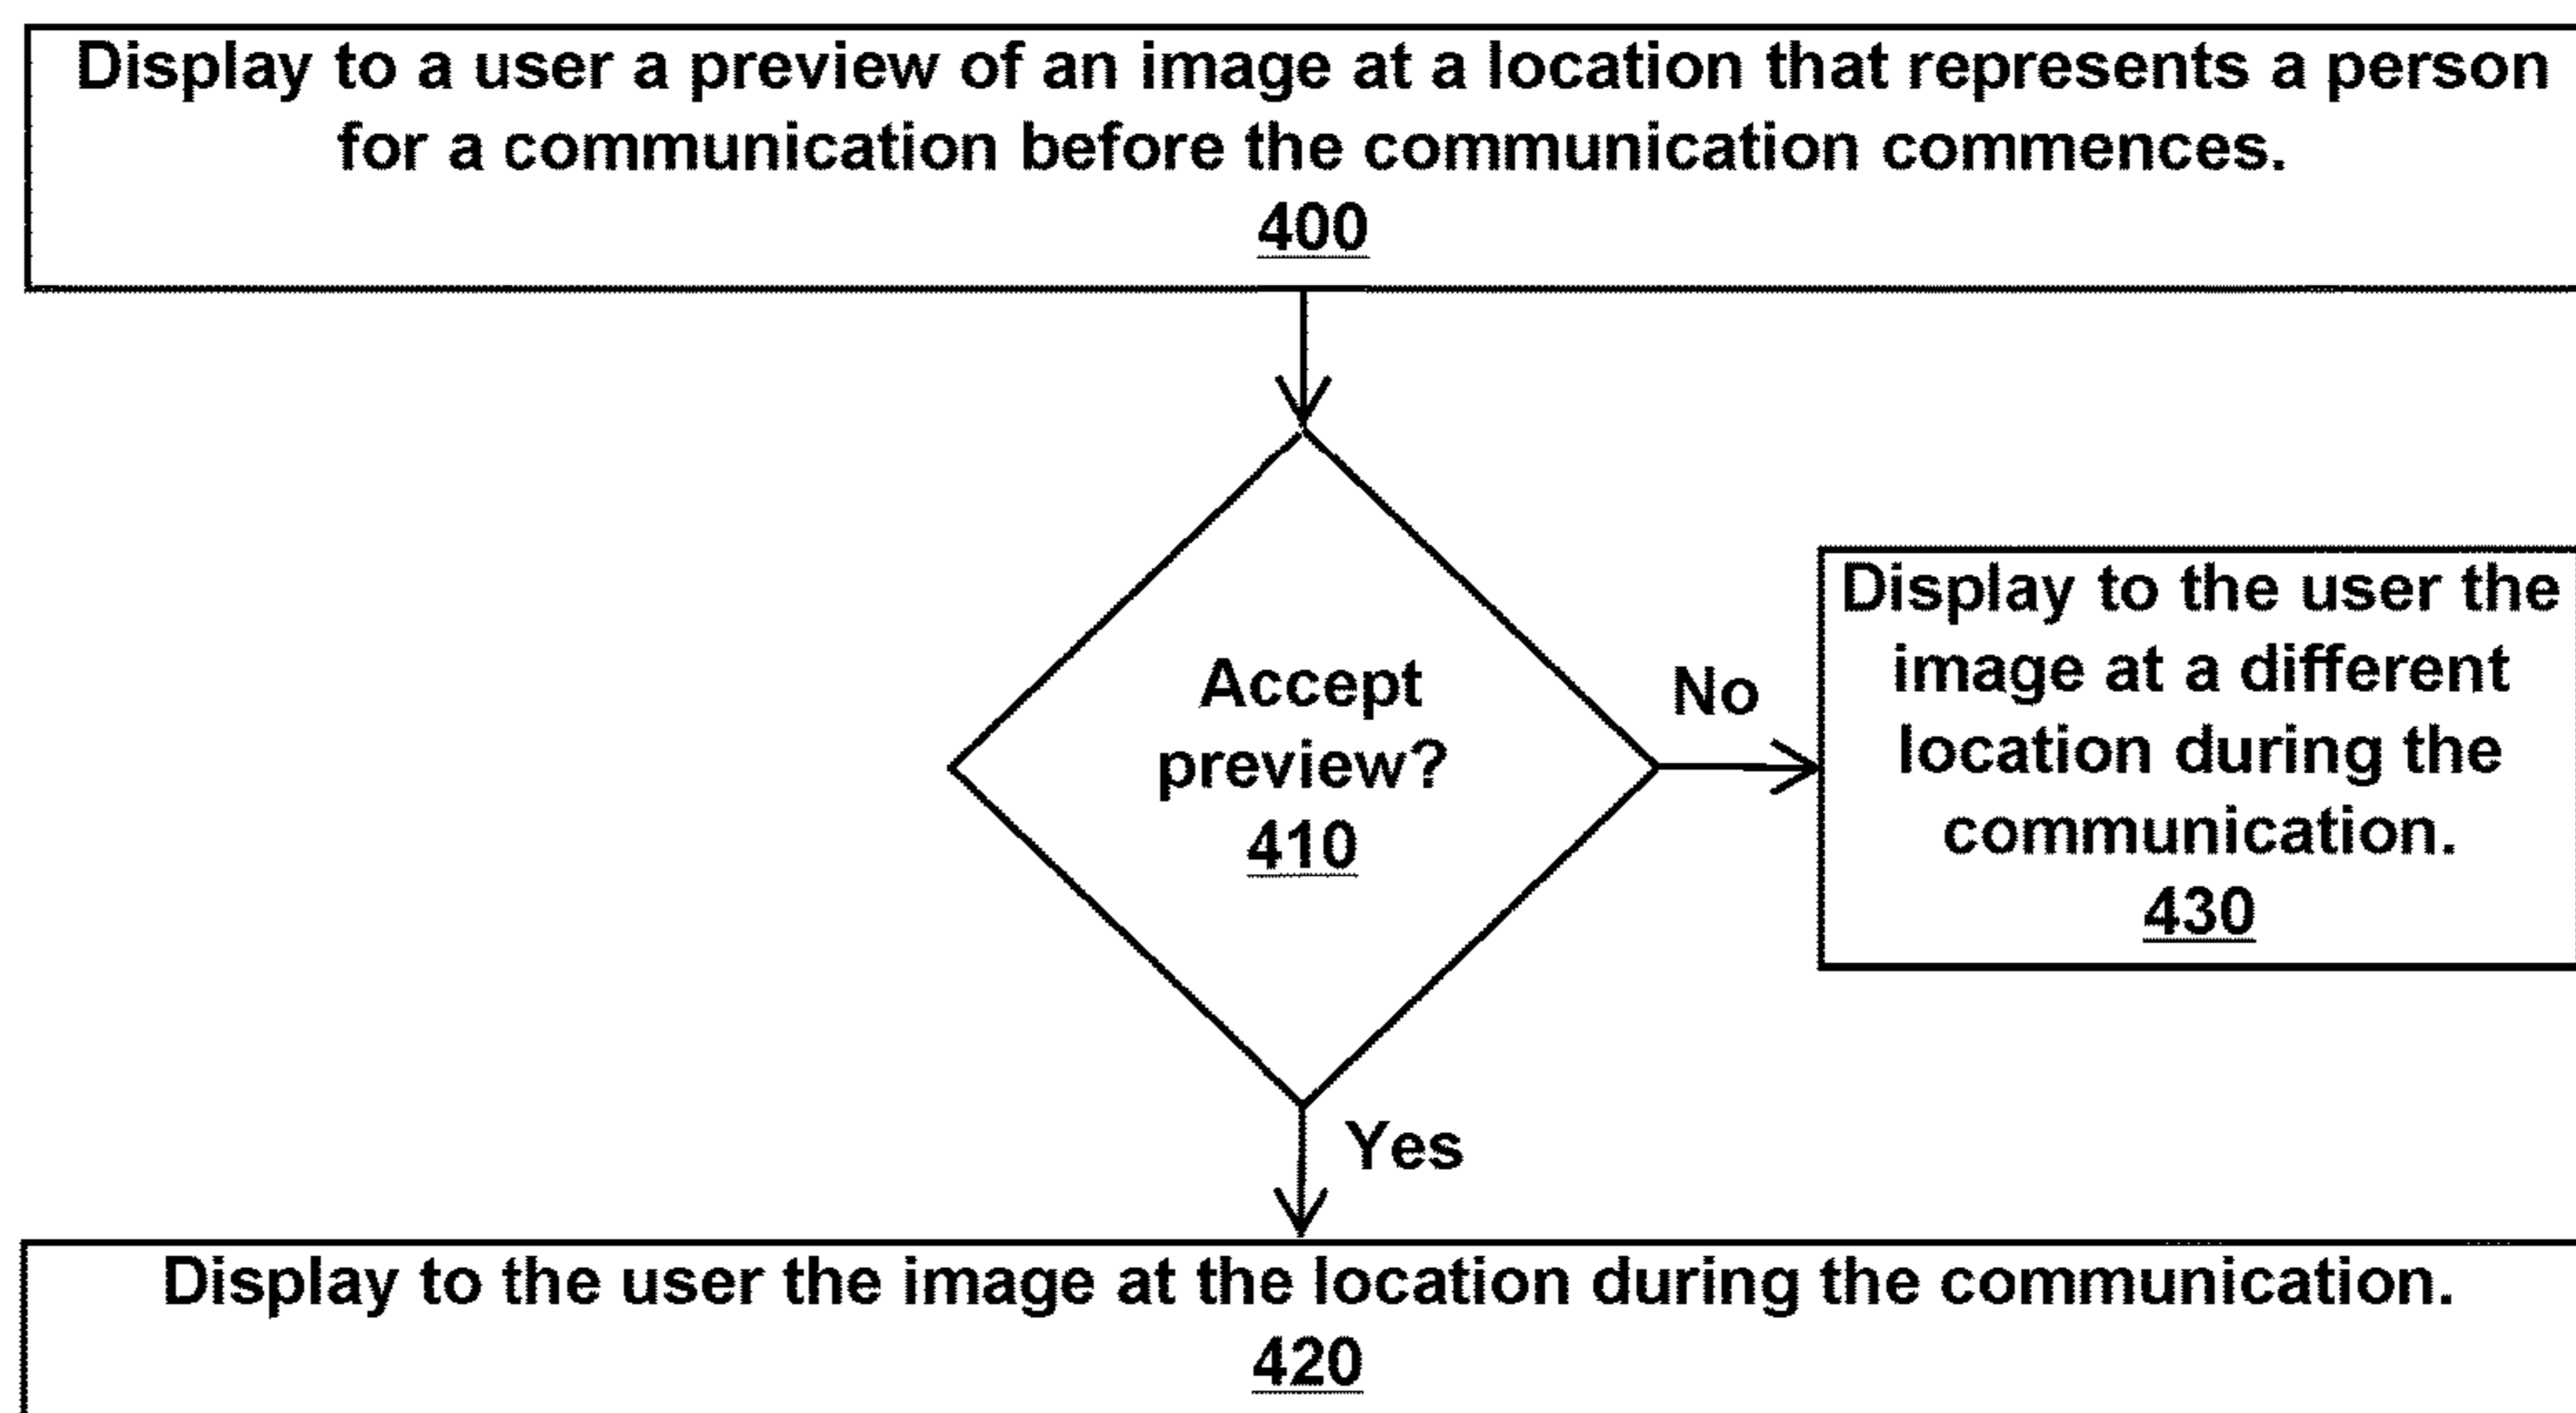 Display to a user a preview of an image at a location that represents a person
for a communication before the communication commences.
400
Accept
preview?
410
No
Display to the user the
image at a different
location during the
communication.
430
Yes
Display to the user the image at the location during the communication.
420